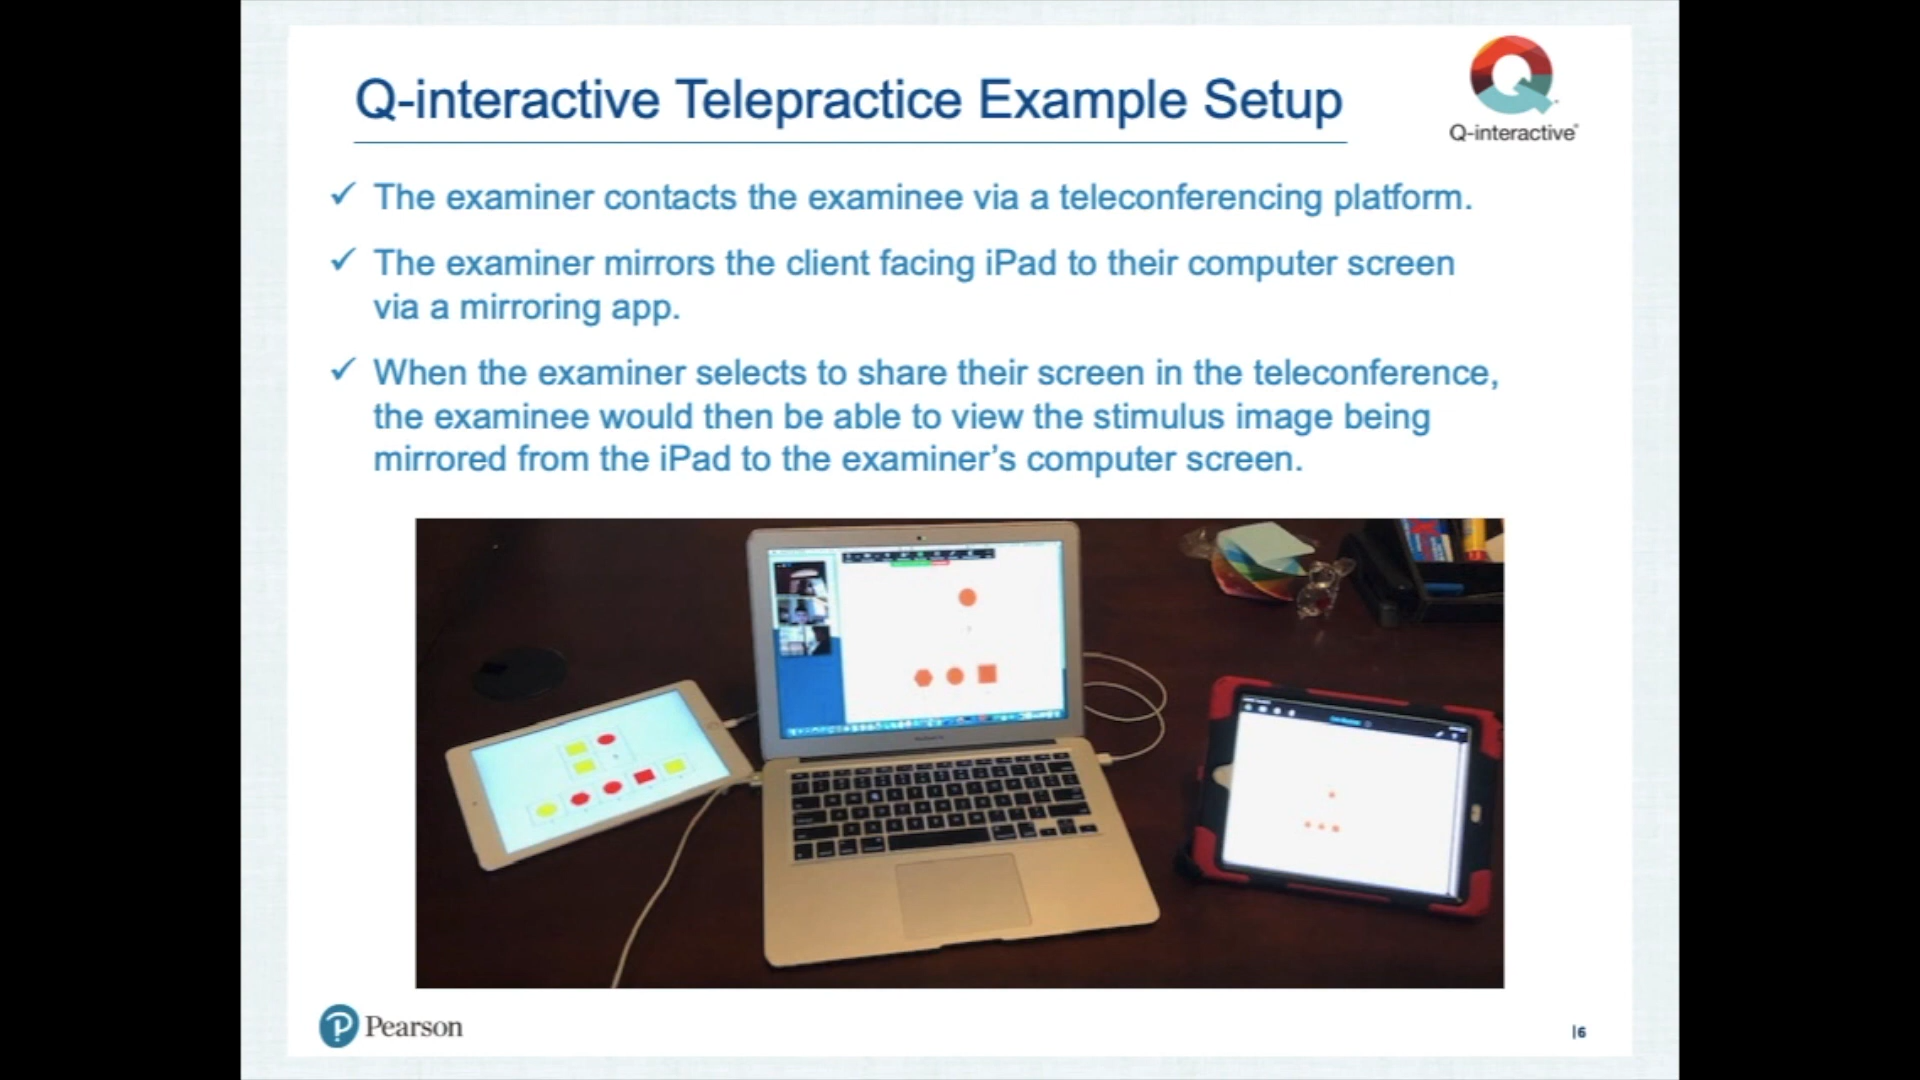 Q-interactive Telepractice Example Setup
Q-interactive®
✓ The examiner contacts the examinee via a teleconferencing platform.
✓ The examiner mirrors the client facing iPad to their computer screen
via a mirroring app.
✓ When the examiner selects to share their screen in the teleconference,
the examinee would then be able to view the stimulus image being
mirrored from the iPad to the examiner's computer screen.
Pearson
|6